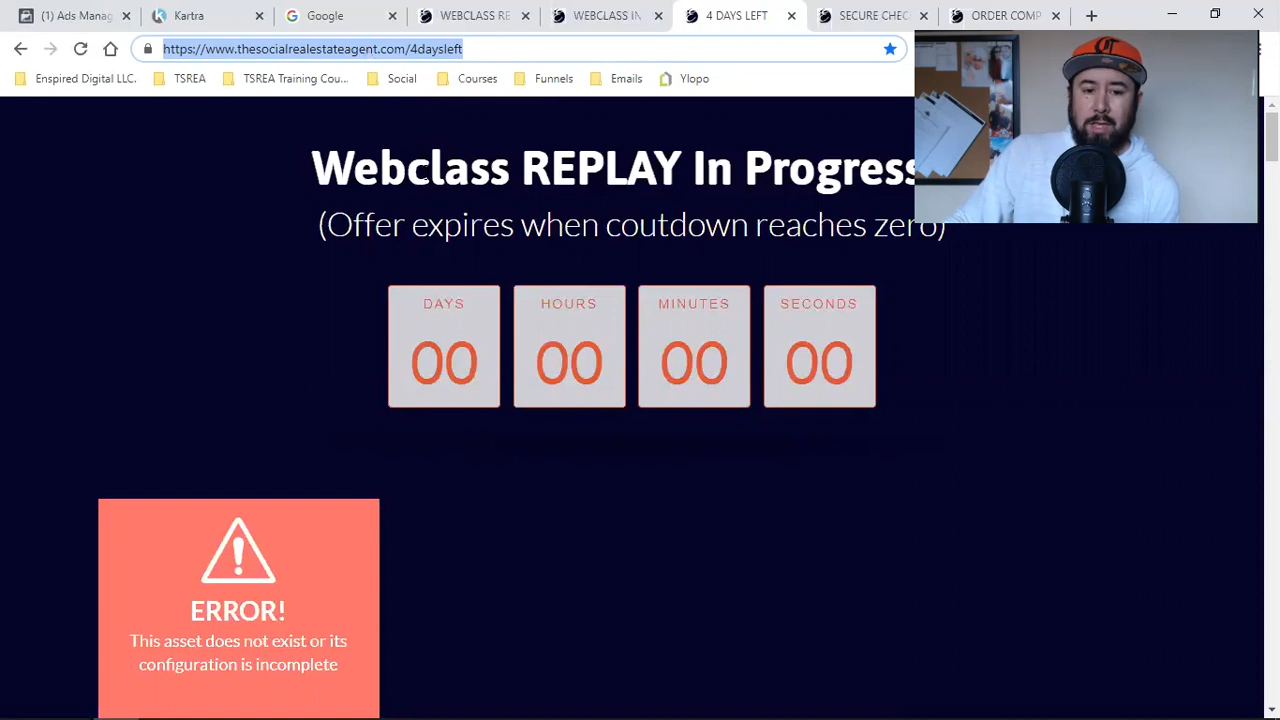 (1) Ads Manag
Kartra
Google
WEBCLASS RE
WEBCLASS IN
4 DAYS LEFT
SECURE CHEC
ORDER COMP
https://www.thesocialrealestateagent.com/4daysleft
Enspired Digital LLC.
TSREA
TSREA Training Cou...
Social
Courses
Funnels
Emails
Ylopo
Webclass REPLAY In Progress
(Offer expires when coutdown reaches zero)
DAYS
HOURS
MINUTES
SECONDS
00
00
00
00
ERROR!
This asset does not exist or its
configuration is incomplete